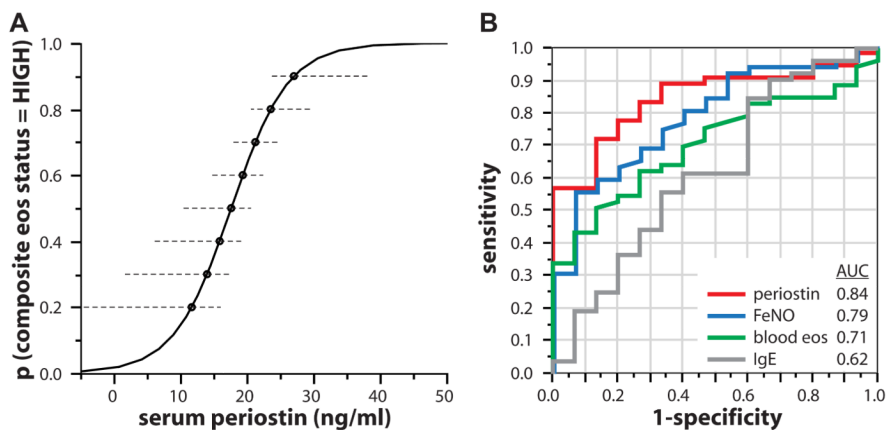 A
p (composite eos status = HIGH)
1.0
0.8
0.6
0.4
0.2
0.0
0
10
20
30
40
50
serum periostin (ng/ml)
B
sensitivity
1.0
0.9
0.8
0.7
0.6
0.5
0.4
0.3
0.2
0.1
0.0
AUC
periostin 0.84
FeNO 0.79
blood eos 0.71
IgE 0.62
0.0
0.2
0.4
0.6
0.8
1.0
1-specificity